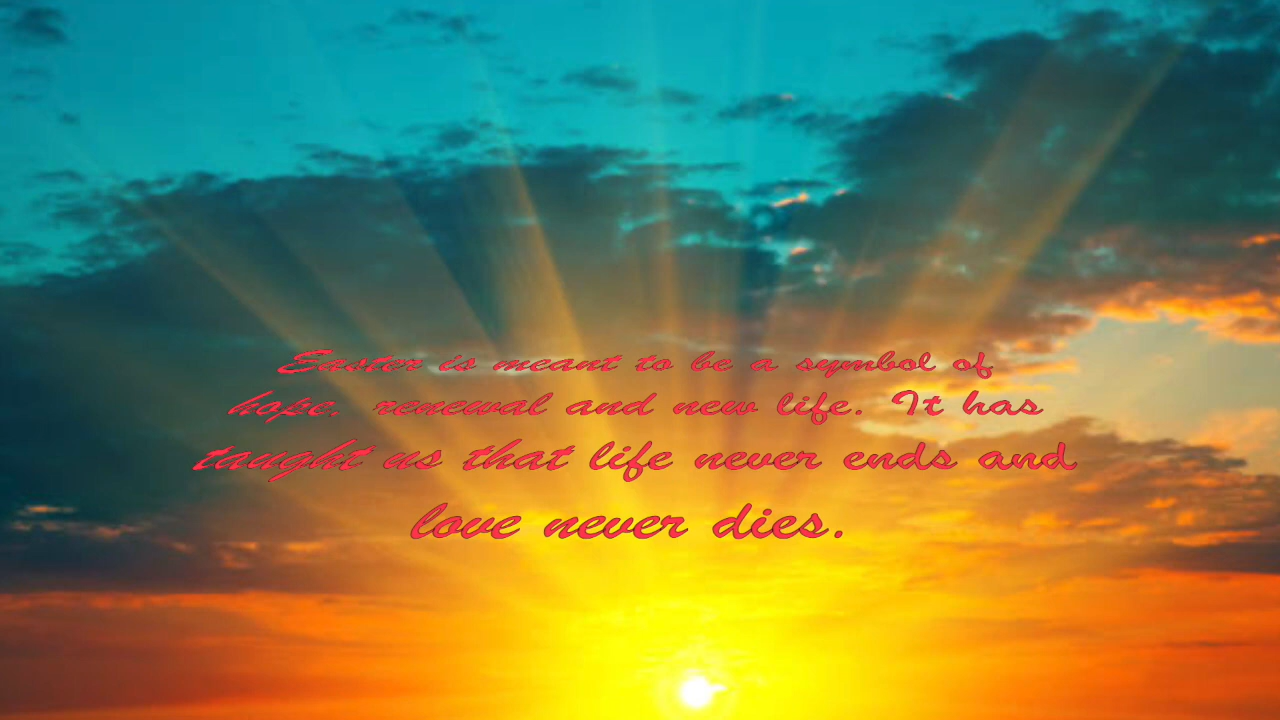 Easter is meant to be a symbol of
hope, renewal and new life. It has
taught us that life never ends and
love never dies.